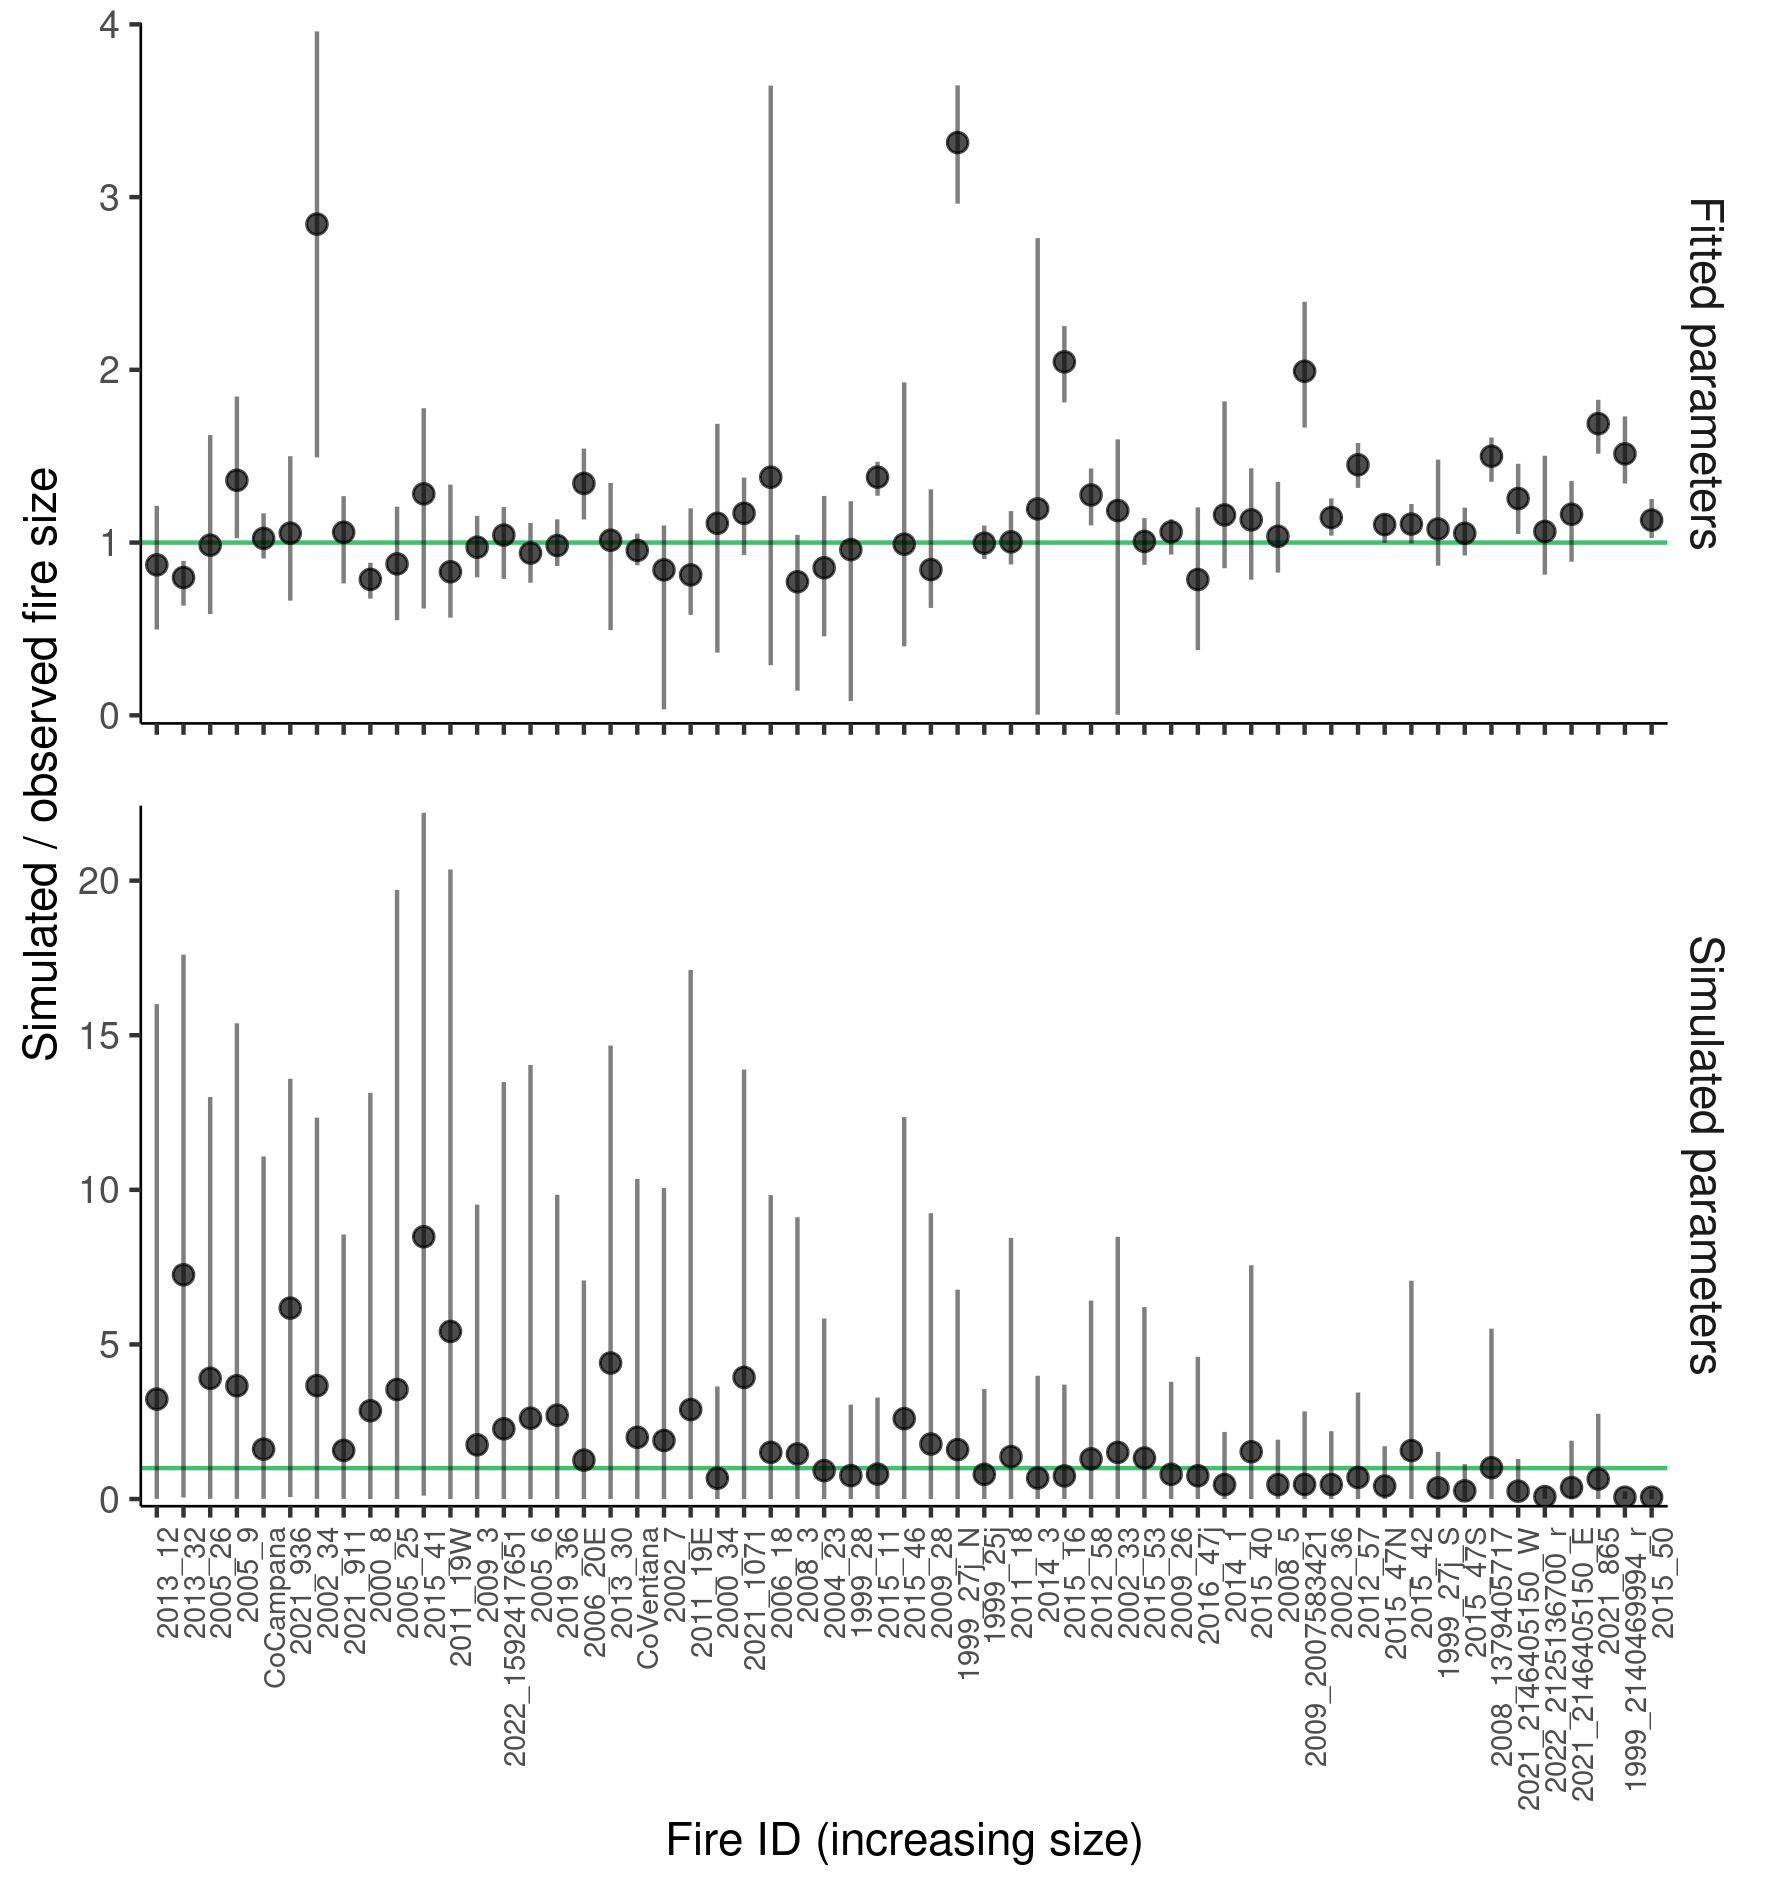 Simulated / observed fire size
4
3
2
1
0
Fitted parameters
20
15
10
5
0
Simulated parameters
2013_12
2013_32
2005_26
2005_9
CoCampana
2021_936
2002_34
2021_911
2000_8
2005_25
2015_41
2011_19W
2009_3
2022_1592417651
2005_6
2019_36
2006_20E
2013_30
CoVentana
2002_7
2011_19E
2000_34
2021_1071
2006_18
2008_3
2004_23
1999_28
2015_11
2015_46
2009_28
1999_27j_N
1999_25j
2011_18
2014_3
2015_16
2012_58
2002_33
2015_53
2009_26
2016_47j
2014_1
2015_40
2008_5
2009_2007583421
2002_36
2012_57
2015_47N
2015_42
1999_27j_S
2015_47S
2008_1379405717
2021_2146405150_W
2022_2125136700_r
2021_2146405150_E
2021_865
1999_2140469994_r
2015_50
Fire ID (increasing size)